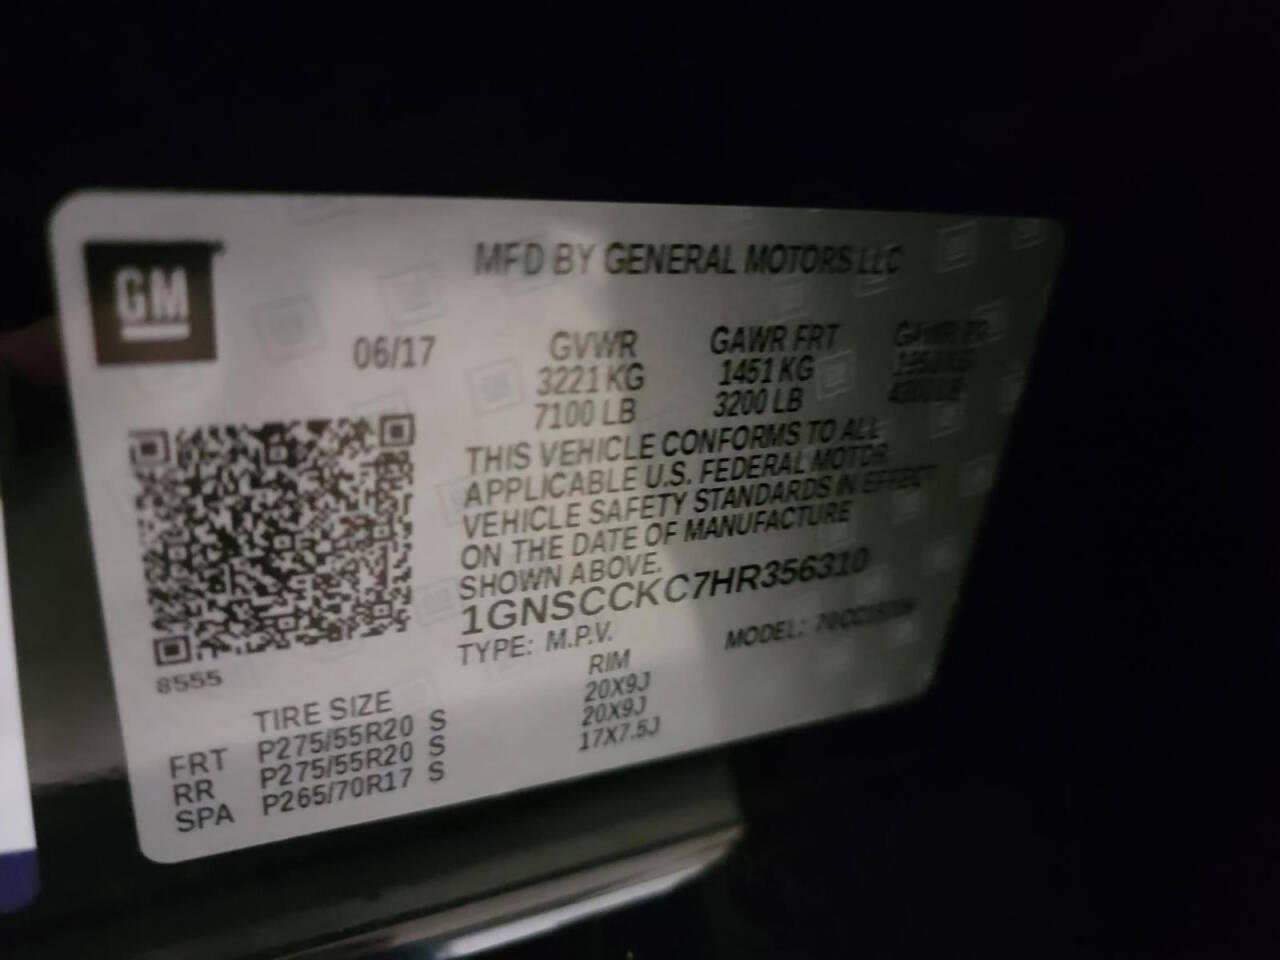 GM
MFD BY GENERAL MOTORS LLC
06/17 GVWR GAWR FRT GAWR RR
3221 KG 1451 KG
7100 LB 3200 LB
THIS VEHICLE CONFORMS TO ALL
APPLICABLE U.S. FEDERAL MOTOR
VEHICLE SAFETY STANDARDS IN EFFECT
ON THE DATE OF MANUFACTURE
SHOWN ABOVE.
1GNSCCKC7HR356310
TYPE: M.P.V. MODEL:
8555
TIRE SIZE RIM
FRT P275/55R20 S 20X9J
RR P275/55R20 S 20X9J
SPA P265/70R17 S 17X7.5J